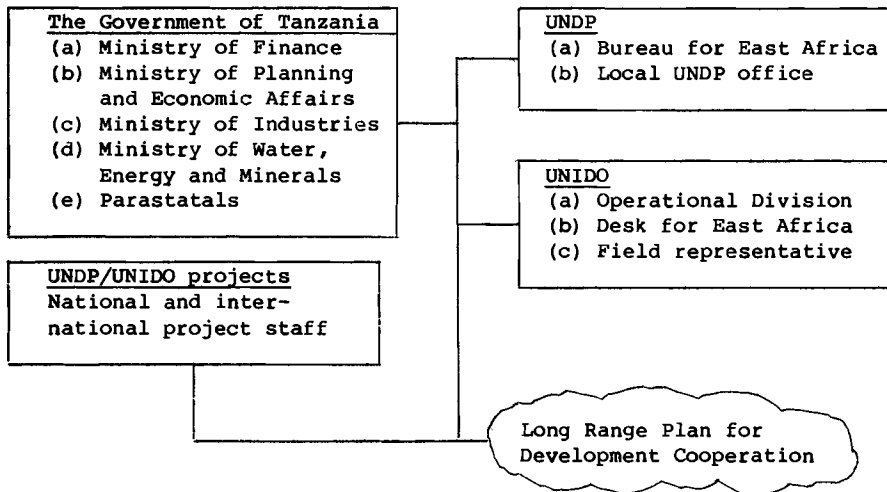 The Government of Tanzania
(a) Ministry of Finance
(b) Ministry of Planning
and Economic Affairs
(c) Ministry of Industries
(d) Ministry of Water,
Energy and Minerals
(e) Parastatals
UNDP
(a) Bureau for East Africa
(b) Local UNDP office
UNIDO
(a) Operational Division
(b) Desk for East Africa
(c) Field representative
UNDP/UNIDO projects
National and inter-
national project staff
Long Range Plan for
Development Cooperation